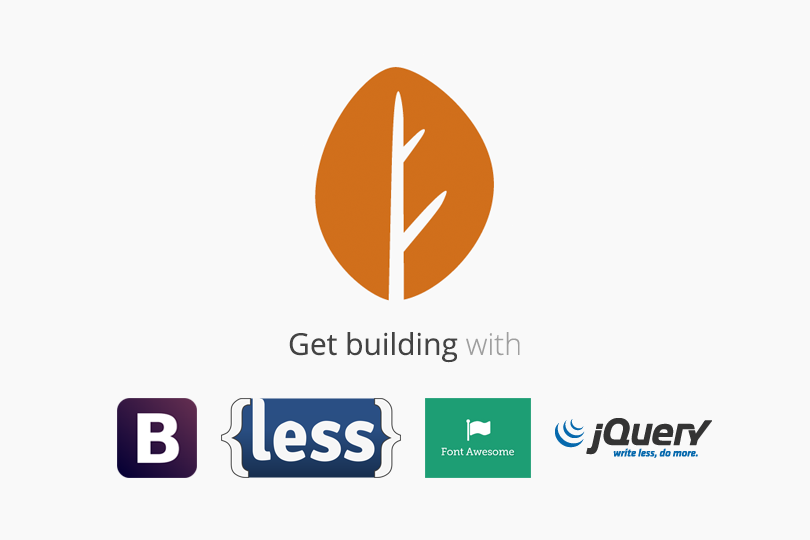 Get building with
B
{less}
Font Awesome
jQuery
write less, do more.